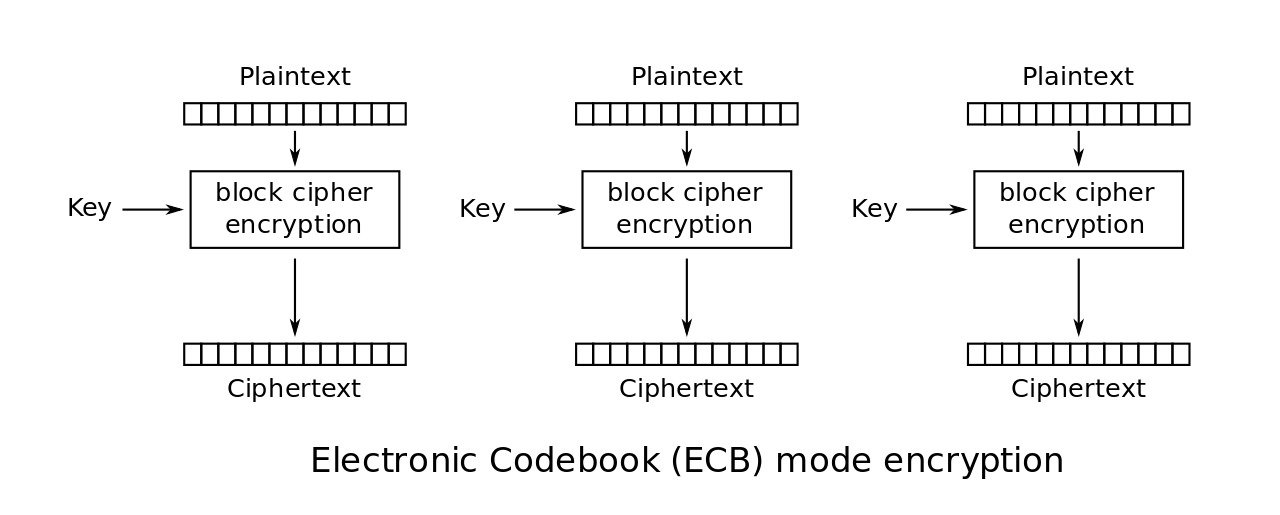 Plaintext
Plaintext
Plaintext
Key
block cipher
encryption
Key
block cipher
encryption
Key
block cipher
encryption
Ciphertext
Ciphertext
Ciphertext
Electronic Codebook (ECB) mode encryption